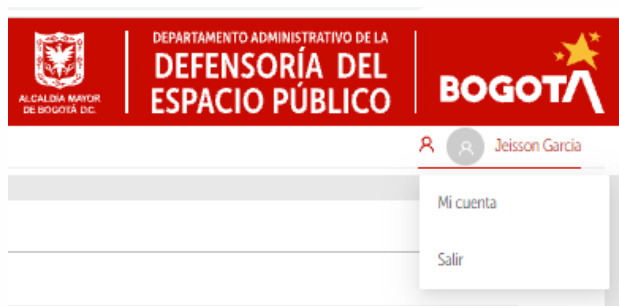 ALCALDÍA MAYOR
DE BOGOTÁ D.C.
DEPARTAMENTO ADMINISTRATIVO DE LA
DEFENSORÍA DEL
ESPACIO PÚBLICO
BOGOTÁ
Jeisson Garcia
Mi cuenta
Salir